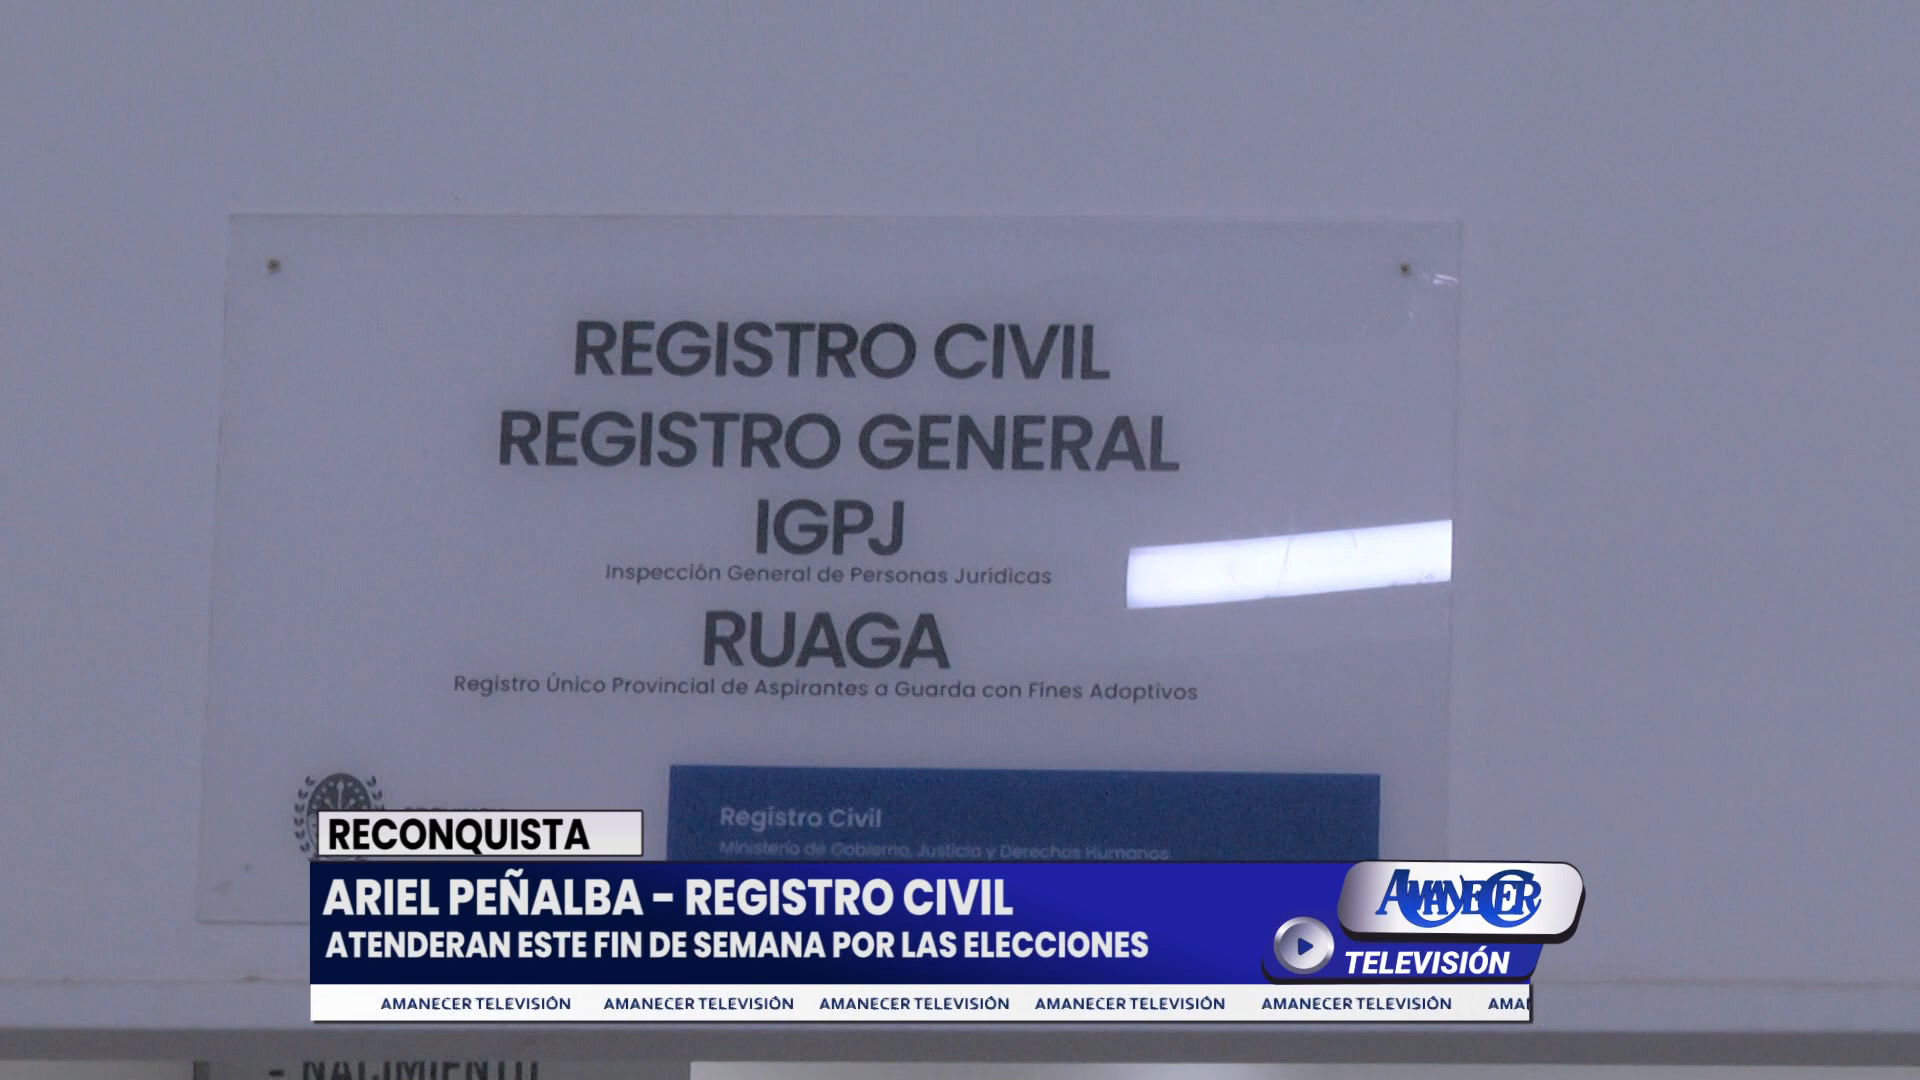 REGISTRO CIVIL
REGISTRO GENERAL
IGPJ
Inspección General de Personas Jurídicas
RUAGA
Registro Único Provincial de Aspirantes a Guarda con Fines Adoptivos
Registro Civil
Ministerio de Gobierno, Justicia y Derechos Humanos
RECONQUISTA
ARIEL PEÑALBA - REGISTRO CIVIL
ATENDERAN ESTE FIN DE SEMANA POR LAS ELECCIONES
AMANECER
TELEVISIÓN
AMANECER TELEVISIÓN AMANECER TELEVISIÓN AMANECER TELEVISIÓN AMANECER TELEVISIÓN AMANECER TELEVISIÓN AMA